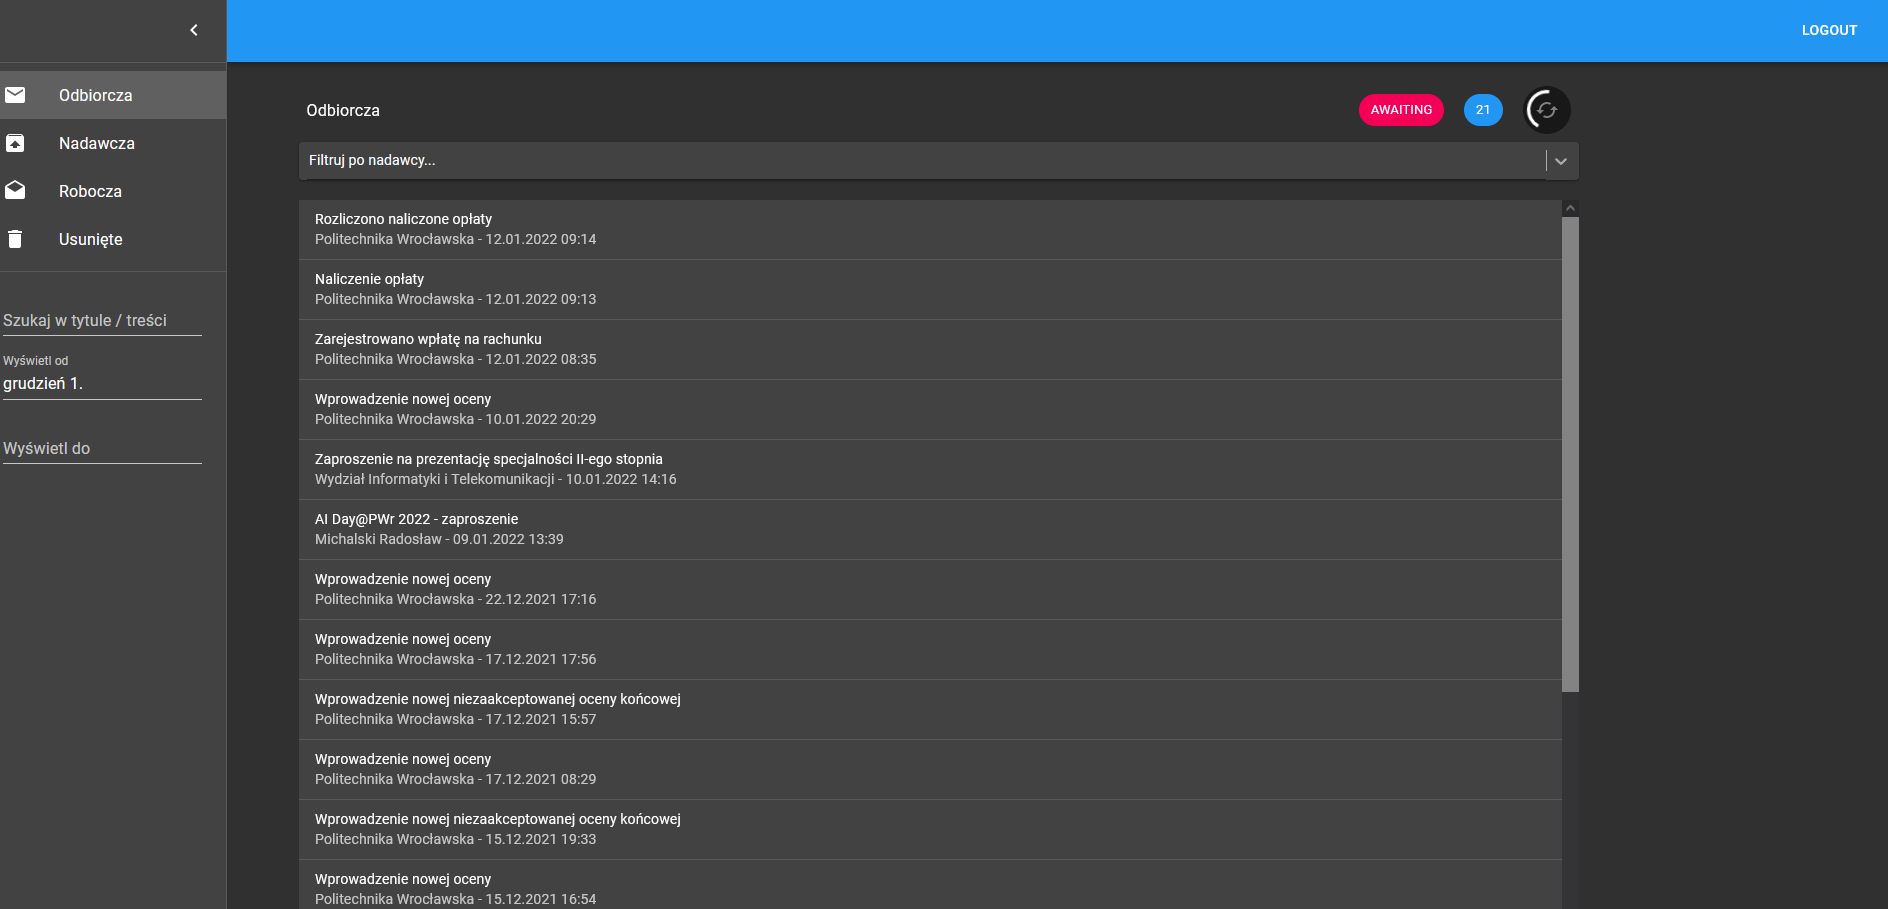 LOGOUT
Odbiorcza
Nadawcza
Robocza
Usunięte
Szukaj w tytule / treści
Wyświetl od
grudzień 1.
Wyświetl do
Odbiorcza
AWAITING
21
Filtruj po nadawcy...
Rozliczono naliczone opłaty
Politechnika Wrocławska - 12.01.2022 09:14
Naliczenie opłaty
Politechnika Wrocławska - 12.01.2022 09:13
Zarejestrowano wpłatę na rachunku
Politechnika Wrocławska - 12.01.2022 08:35
Wprowadzenie nowej oceny
Politechnika Wrocławska - 10.01.2022 20:29
Zaproszenie na prezentację specjalności II-ego stopnia
Wydział Informatyki i Telekomunikacji - 10.01.2022 14:16
AI Day@PWr 2022 - zaproszenie
Michalski Radosław - 09.01.2022 13:39
Wprowadzenie nowej oceny
Politechnika Wrocławska - 22.12.2021 17:16
Wprowadzenie nowej oceny
Politechnika Wrocławska - 17.12.2021 17:56
Wprowadzenie nowej niezaakceptowanej oceny końcowej
Politechnika Wrocławska - 17.12.2021 15:57
Wprowadzenie nowej oceny
Politechnika Wrocławska - 17.12.2021 08:29
Wprowadzenie nowej niezaakceptowanej oceny końcowej
Politechnika Wrocławska - 15.12.2021 19:33
Wprowadzenie nowej oceny
Politechnika Wrocławska - 15.12.2021 16:54